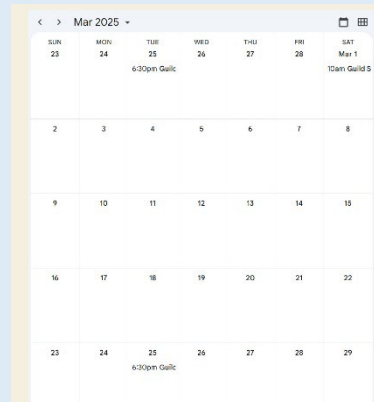 Mar 2025
SUN MON TUE WED THU FRI SAT
23 24 25 26 27 28 Mar 1
6:30pm Guilc 10am Guild S
2 3 4 5 6 7 8
9 10 11 12 13 14 15
16 17 18 19 20 21 22
23 24 25 26 27 28 29
6:30pm Guilc